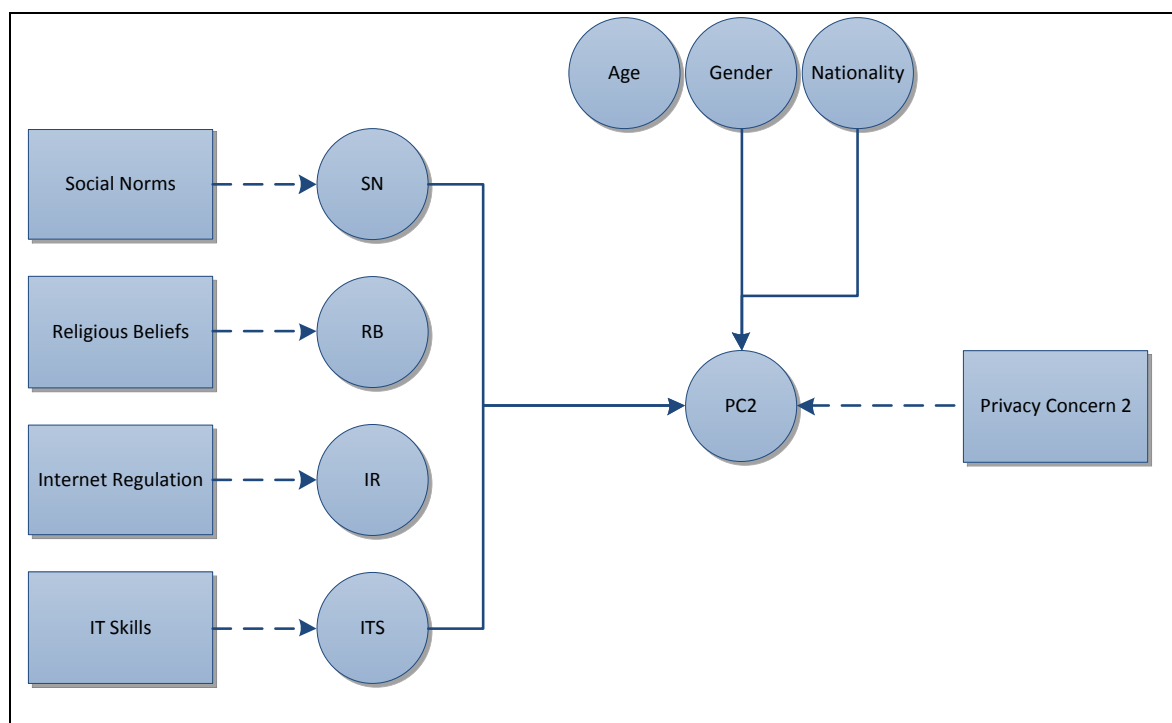 Age
Gender
Nationality
Social Norms
SN
Religious Beliefs
RB
PC2
Privacy Concern 2
Internet Regulation
IR
IT Skills
ITS